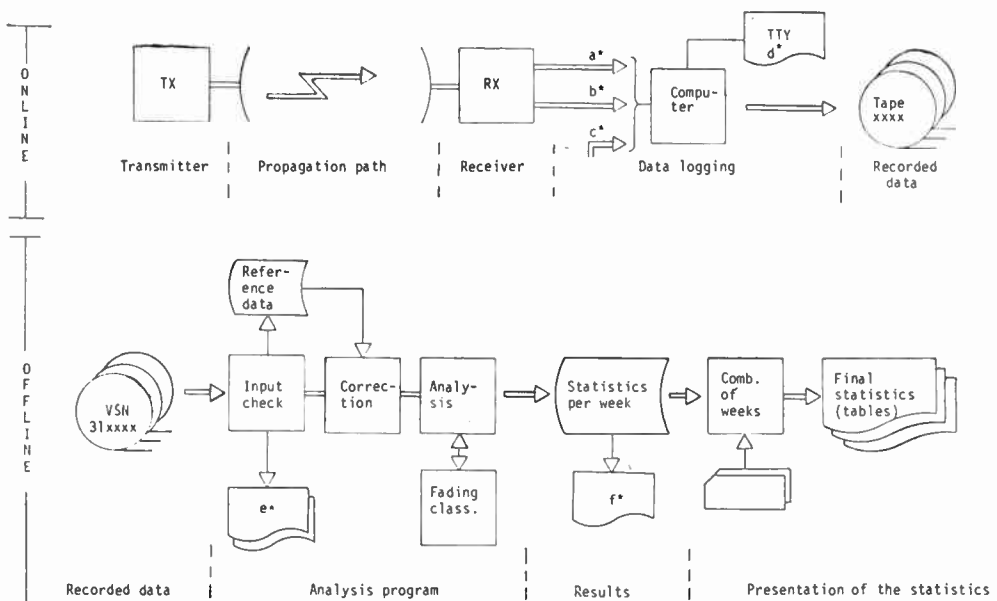 ONLINE
TX
RX
a*
b*
c*
Compu-
ter
TTY
d*
Tape
xxxx
Transmitter
Propagation path
Receiver
Data logging
Recorded
data
OFFLINE
Refer-
ence
data
VSN
31xxxx
Input
check
Correc-
tion
Analy-
sis
Statistics
per week
Comb.
of
weeks
Final
statistics
(tables)
e*
Fading
class.
f*
Recorded data
Analysis program
Results
Presentation of the statistics